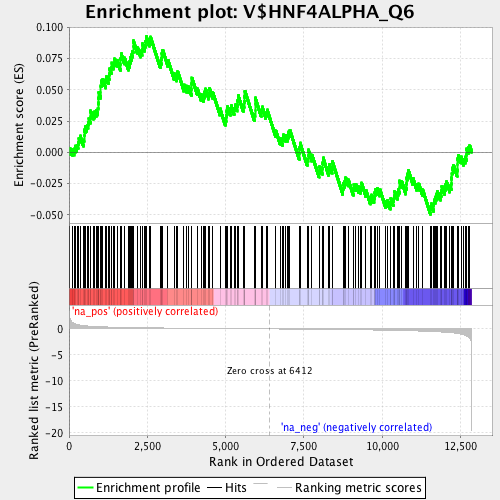 Enrichment plot: V$HNF4ALPHA_Q6
Enrichment score (ES)
0.100
0.075
0.050
0.025
0.000
-0.025
-0.050
'na_pos' (positively correlated)
Ranked list metric (PreRanked)
0
-5
-10
-15
-20
Zero cross at 6412
'na_neg' (negatively correlated)
0
2,500
5,000
7,500
10,000
12,500
Rank in Ordered Dataset
Enrichment profile
Hits
Ranking metric scores